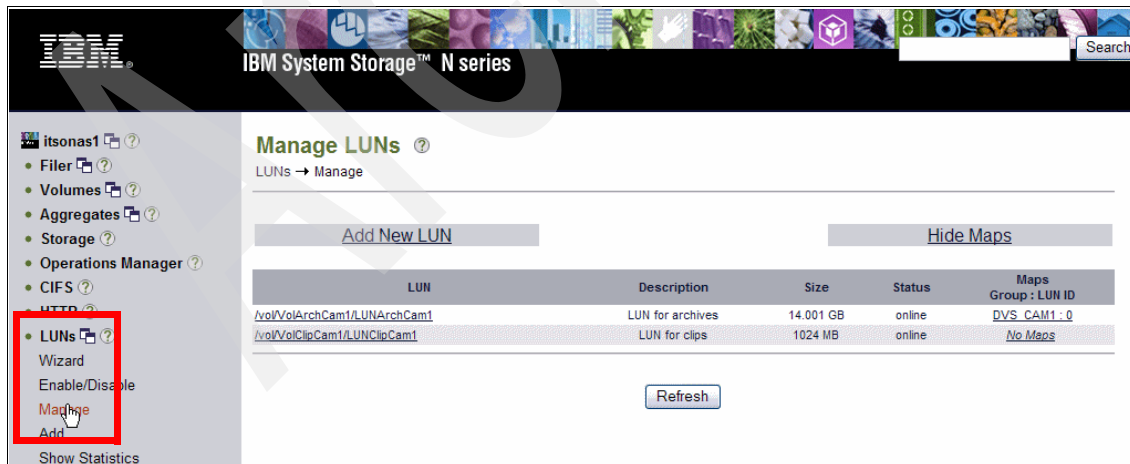 IBM®
IBM System Storage™ N series
Search
itsonas1
Filer
Volumes
Aggregates
Storage
Operations Manager
CIFS
HTTP
LUNs
Wizard
Enable/Disable
Manage
Add
Show Statistics
Manage LUNs
LUNs → Manage
Add New LUN Hide Maps
LUN Description Size Status Maps
Group : LUN ID
/vol/VolArchCam1/LUNArchCam1 LUN for archives 14.001 GB online DVS_CAM1 : 0
/vol/VolClipCam1/LUNClipCam1 LUN for clips 1024 MB online No Maps
Refresh